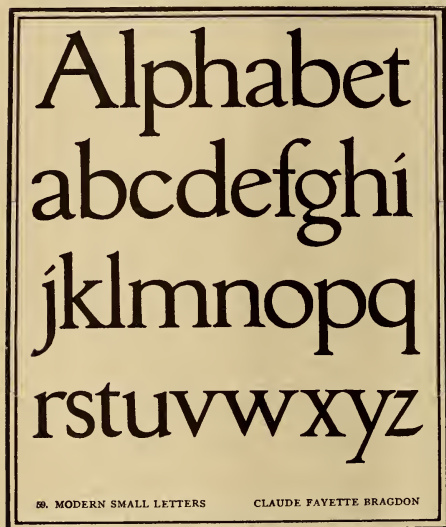 Alphabet
abcdefghi
jklmnopq
rstuvwxyz
59. MODERN SMALL LETTERS CLAUDE FAYETTE BRAGDON